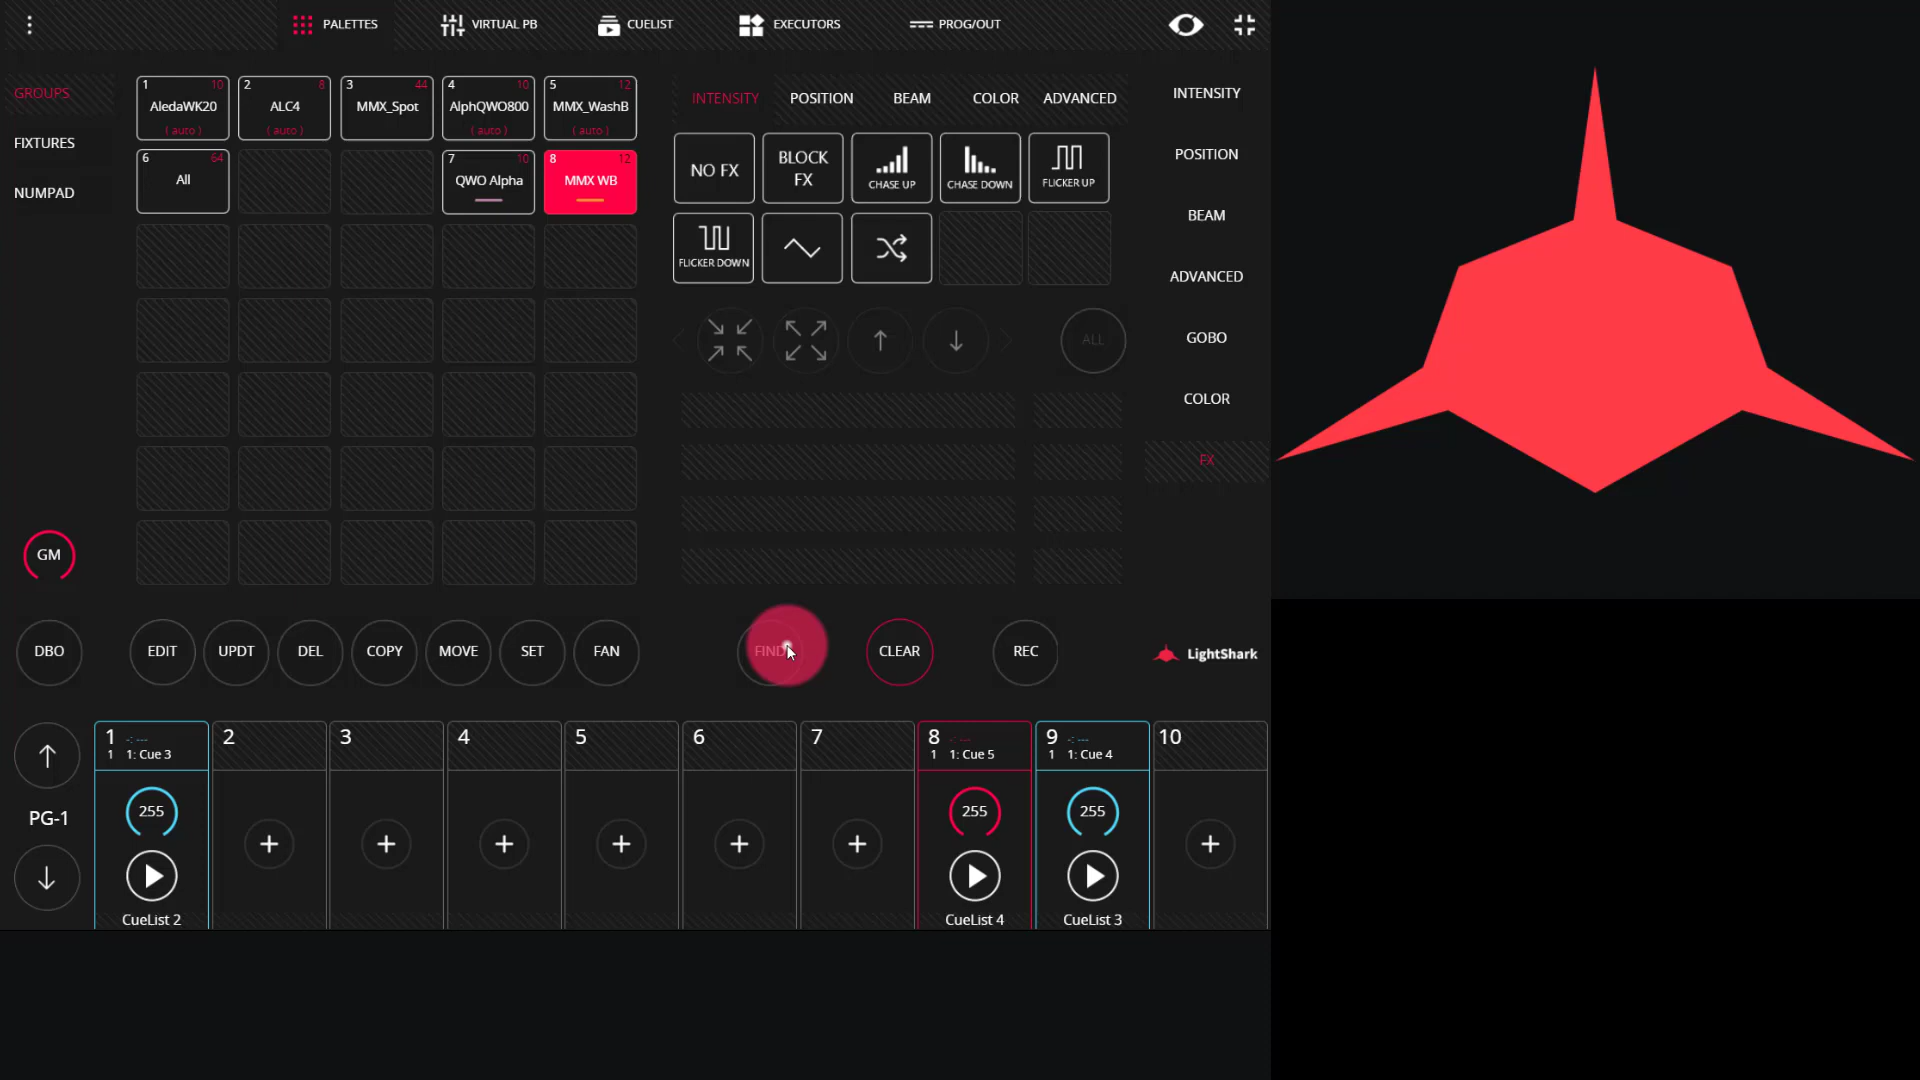 PALETTES VIRTUAL PB CUELIST EXECUTORS PROG/OUT
GROUPS
FIXTURES
NUMPAD
1 10
AledaWK20
( auto )
2 8
ALC4
( auto )
3 44
MMX_Spot
4 10
AlphQWO800
( auto )
5 12
MMX_WashB
( auto )
6 64
All
7 10
QWO Alpha
8 12
MMX WB
INTENSITY POSITION BEAM COLOR ADVANCED
NO FX
BLOCK
FX
CHASE UP
CHASE DOWN
FLICKER UP
FLICKER DOWN
ALL
INTENSITY
POSITION
BEAM
ADVANCED
GOBO
COLOR
FX
GM
DBO EDIT UPDT DEL COPY MOVE SET FAN FIND CLEAR REC LightShark
PG-1
1 -: ---
1 1: Cue 3
255
CueList 2
2
3
4
5
6
7
8 -: ---
1 1: Cue 5
255
CueList 4
9 -: ---
1 1: Cue 4
255
CueList 3
10